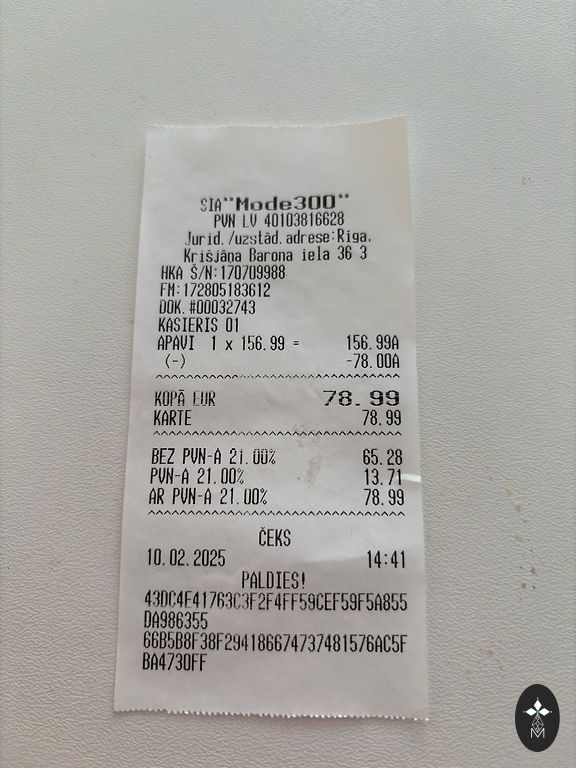 SIA"Mode300"
PVN LV 40103816628
Jurid./uzstād.adrese:Rīga,
Krišjāņa Barona iela 36 3
HKA Š/N:170709988
FM:172805183612
DOK.#00032743
KASIERIS 01
APAVI 1 x 156.99 = 156.99A
(-) -78.00A
KOPĀ EUR 78.99
KARTE 78.99
BEZ PVN-A 21.00% 65.28
PVN-A 21.00% 13.71
AR PVN-A 21.00% 78.99
ČEKS
10.02.2025 14:41
PALDIES!
43DC4E41763C3F2F4FF59CEF59F5A855
DA986355
66B5B8F38F294186674737481576AC5F
BA4730FF
M